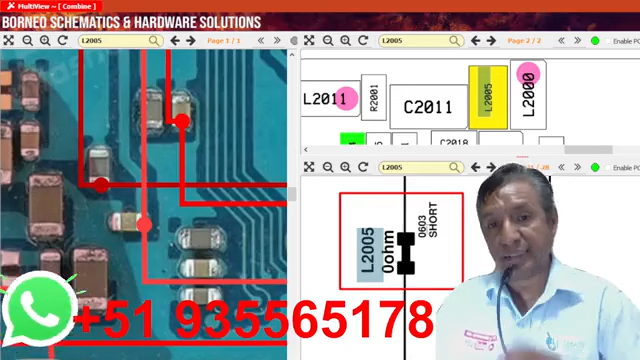 MultiView ~ [ Combine ]
BORNEO SCHEMATICS & HARDWARE SOLUTIONS
L2005
Page 1 / 1
L2005
Page 2 / 2
Enable PC
L2011
R2001
C2011
L2005
L2000
C2018
L2005
/ 28
Enable PC
L2005
0ohm
0603
SHORT
+51 935565178